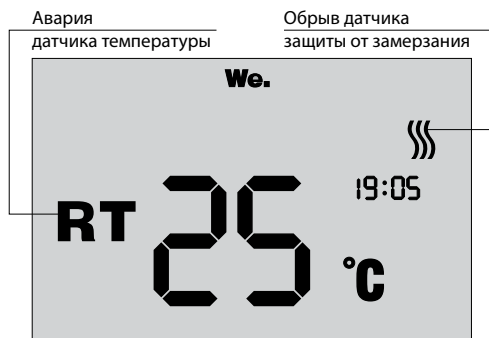 Авария
датчика температуры
Обрыв датчика
защиты от замерзания
We.
19:05
RT 25 °C